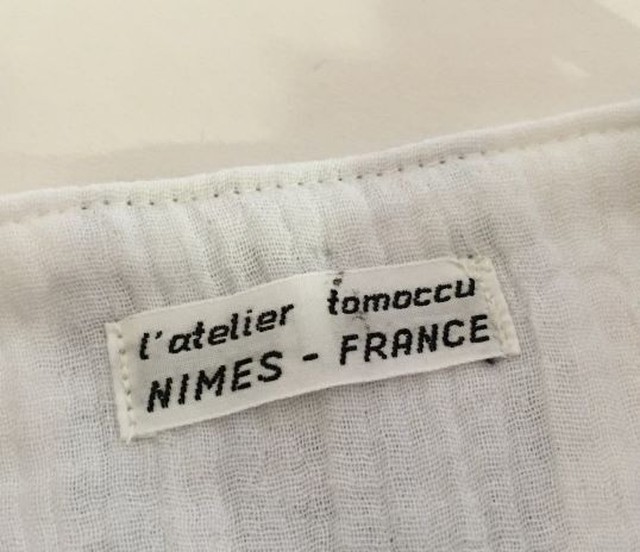 l'atelier tomoccu
NIMES - FRANCE